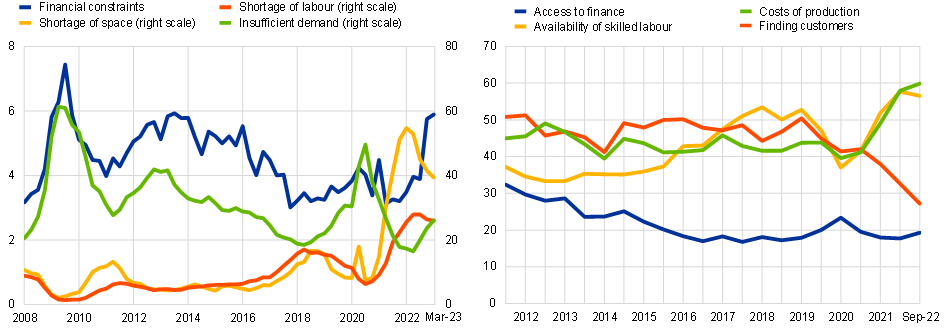 Financial constraints
Shortage of labour (right scale)
Shortage of space (right scale)
Insufficient demand (right scale)
8
6
4
2
0
80
60
40
20
0
2008 2010 2012 2014 2016 2018 2020 2022 Mar-23
Access to finance
Costs of production
Availability of skilled labour
Finding customers
70
60
50
40
30
20
10
0
2012 2013 2014 2015 2016 2017 2018 2019 2020 2021 Sep-22